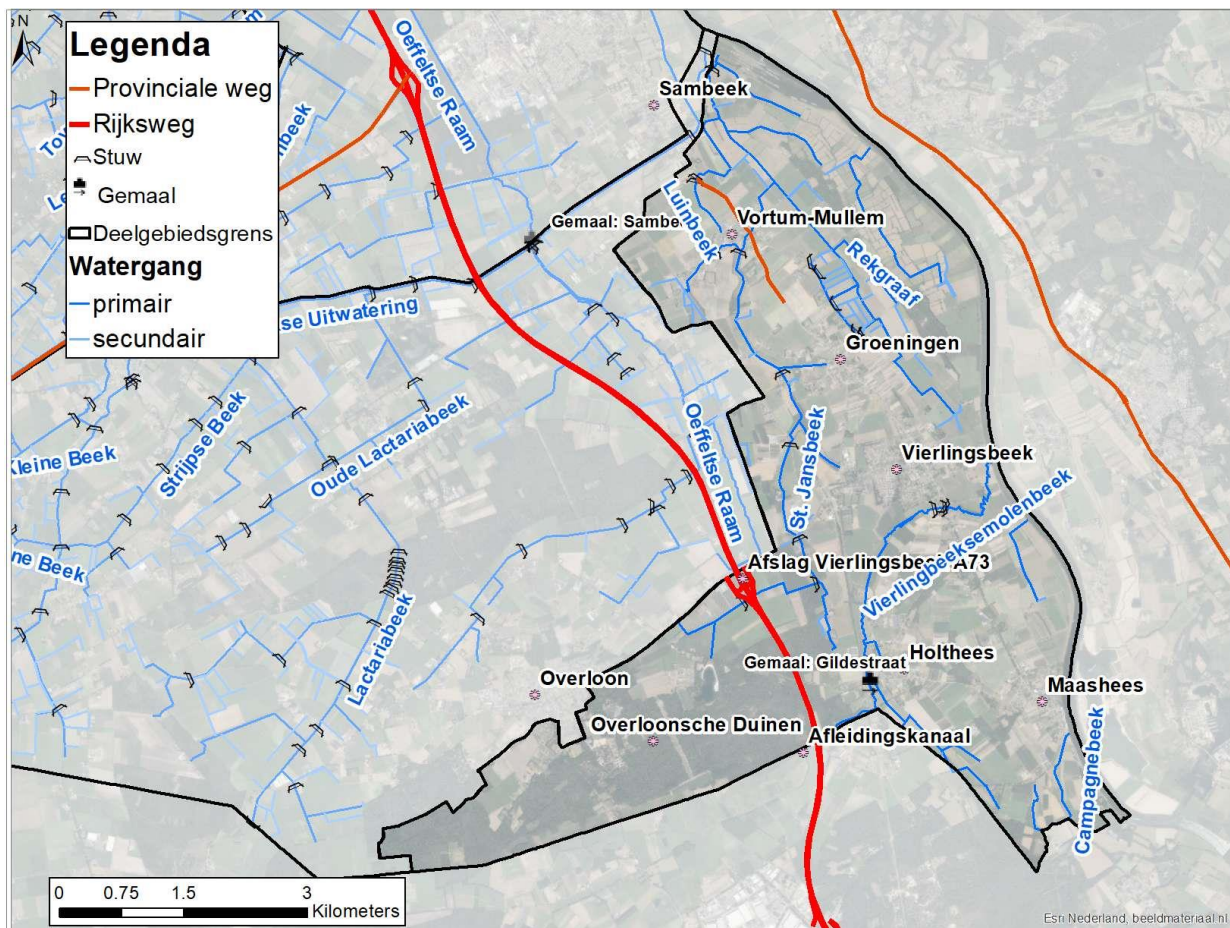 N
Legenda
Provinciale weg
Rijksweg
Stuw
Gemaal
Deelgebiedsgrens
Watergang
primair
secundair
Oeffeltse Raam
Sambeek
Gemaal: Sambe
Luinbeek
Vortum-Mullem
Rekgraaf
Groeningen
se Uitwatering
Strijpse Beek
Oude Lactariabeek
Kleine Beek
ne Beek
Oeffeltse Raam
St. Jansbeek
Vierlingsbeek
Vierlingbeeksemolenbeek
Afslag Vierlingsbeek A73
Lactariabeek
Gemaal: Gildestraat
Holthees
Overloon
Maashees
Overloonsche Duinen
Afleidingskanaal
Campagnebeek
0 0.75 1.5 3
Kilometers
Esri Nederland, beeldmateriaal.nl